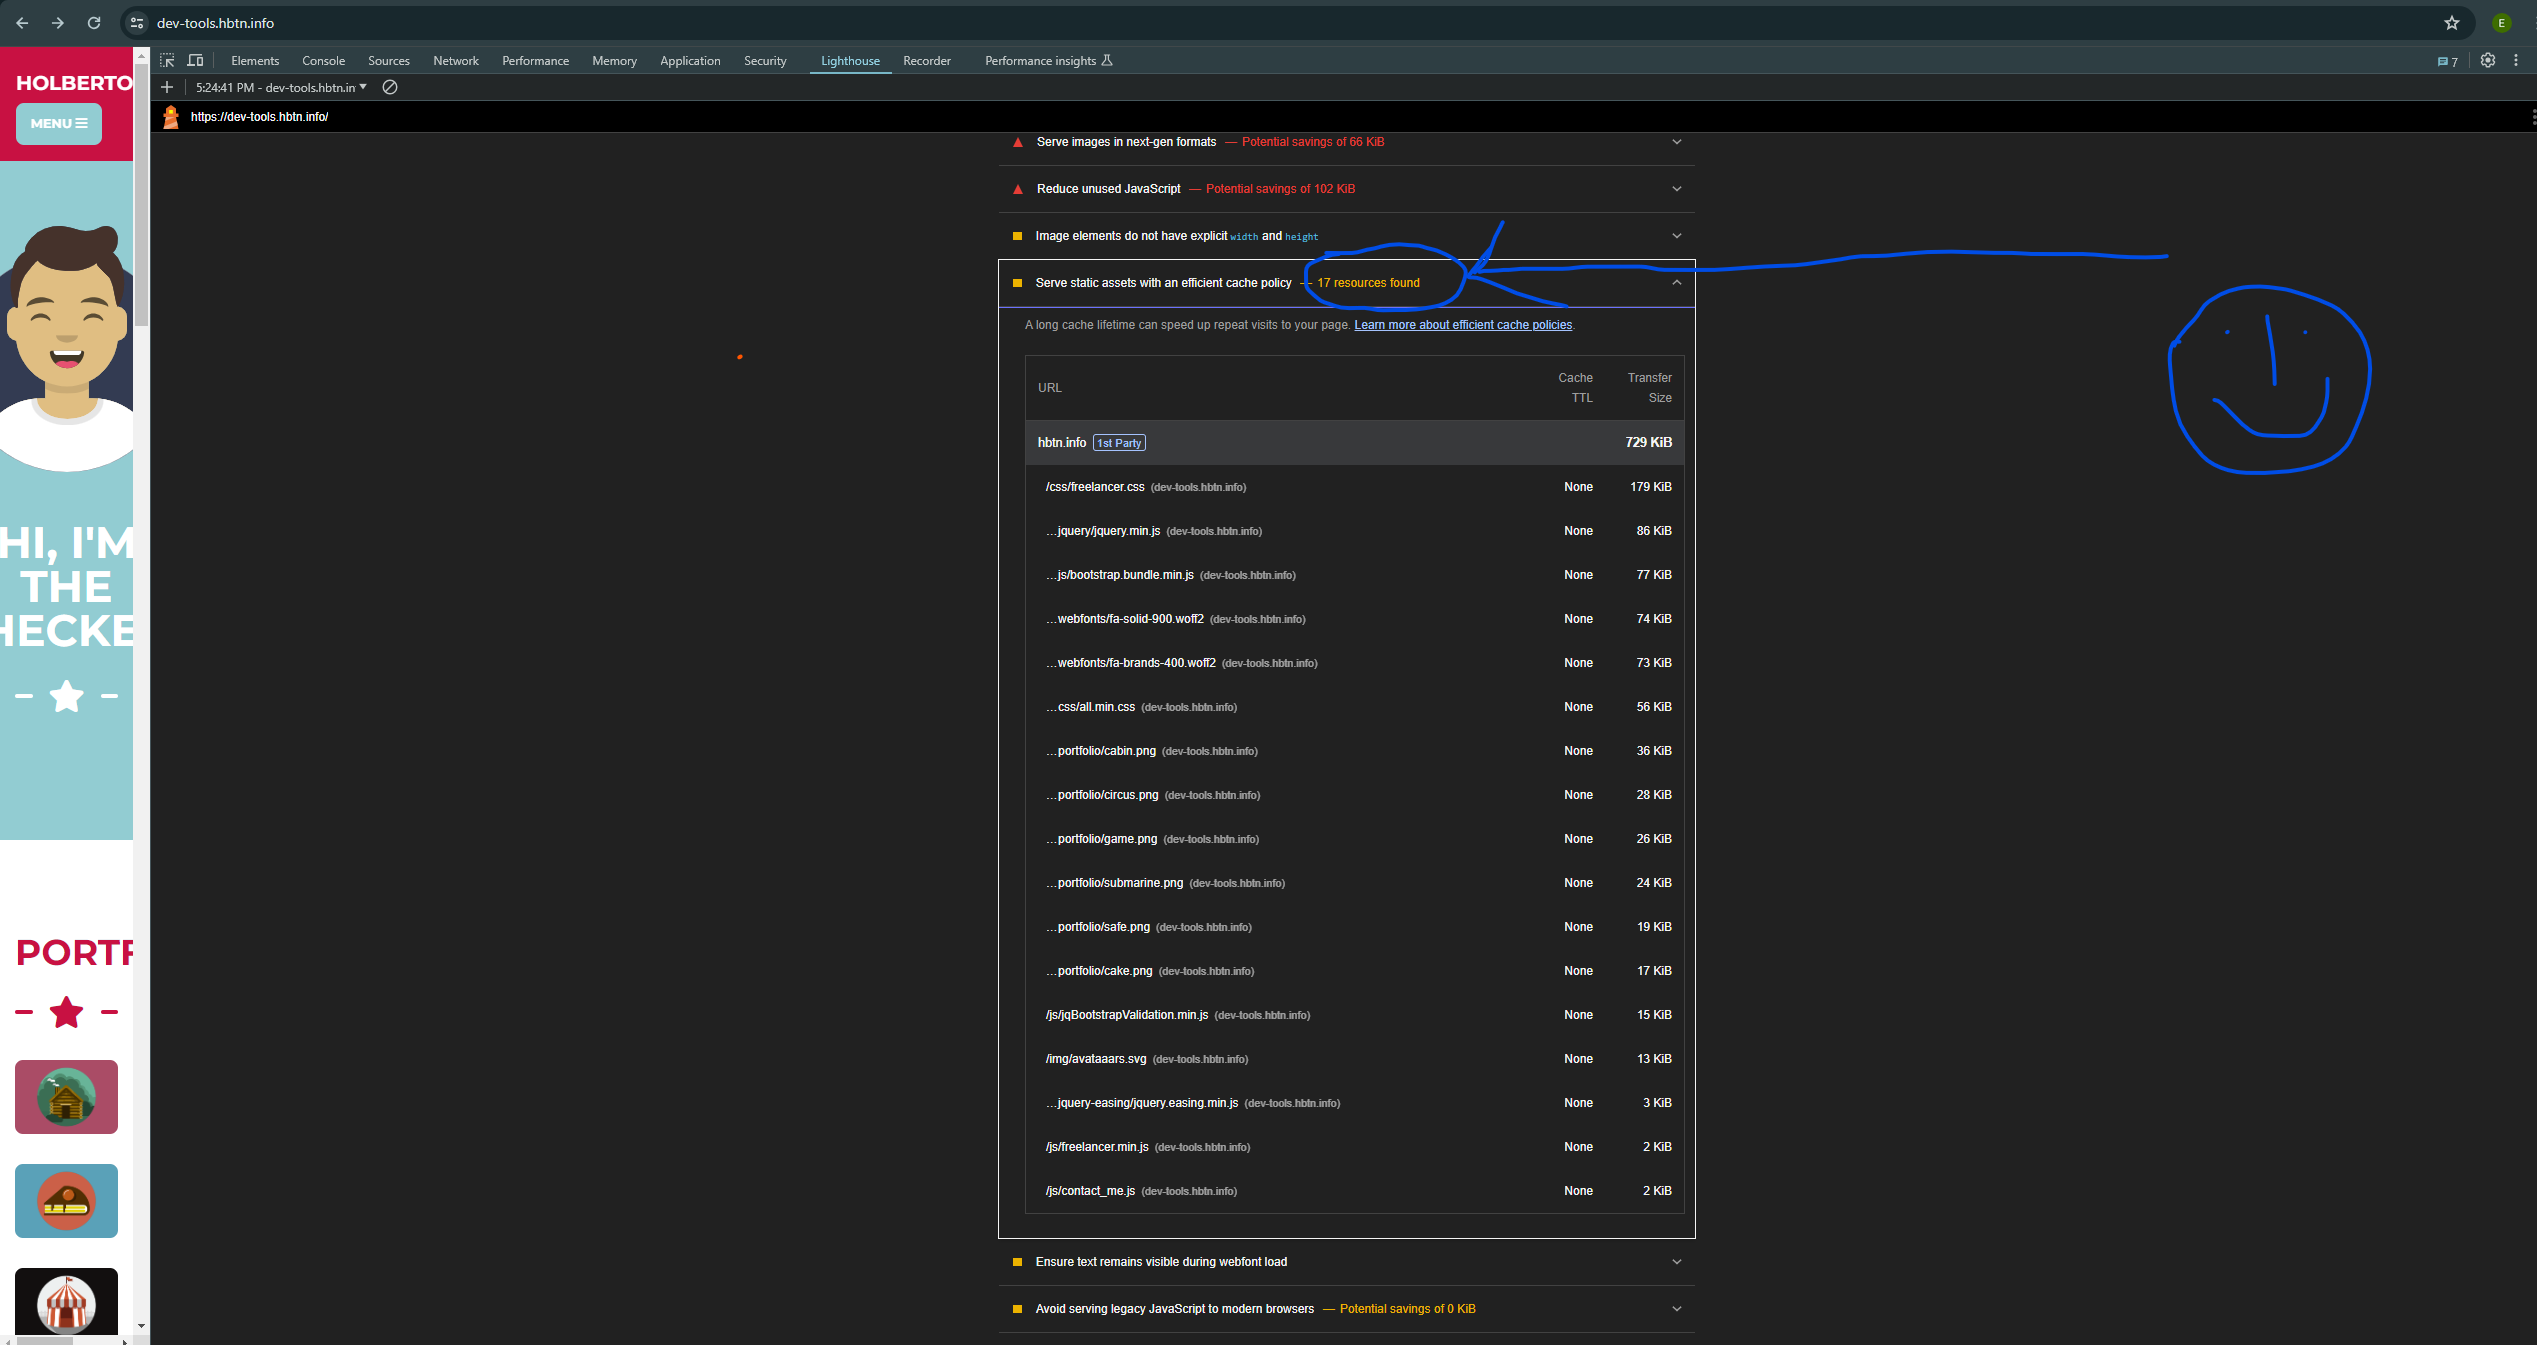 dev-tools.hbtn.info
E
Elements Console Sources Network Performance Memory Application Security Lighthouse Recorder Performance insights 7
5:24:41 PM - dev-tools.hbtn.in
https://dev-tools.hbtn.info/
HOLBERTO
MENU
HI, I'M
THE
HECKE
PORTF
Serve images in next-gen formats — Potential savings of 66 KiB
Reduce unused JavaScript — Potential savings of 102 KiB
Image elements do not have explicit width and height
Serve static assets with an efficient cache policy — 17 resources found
A long cache lifetime can speed up repeat visits to your page. Learn more about efficient cache policies.
URL Cache TTL Transfer Size
hbtn.info 1st Party 729 KiB
/css/freelancer.css (dev-tools.hbtn.info) None 179 KiB
…jquery/jquery.min.js (dev-tools.hbtn.info) None 86 KiB
…js/bootstrap.bundle.min.js (dev-tools.hbtn.info) None 77 KiB
…webfonts/fa-solid-900.woff2 (dev-tools.hbtn.info) None 74 KiB
…webfonts/fa-brands-400.woff2 (dev-tools.hbtn.info) None 73 KiB
…css/all.min.css (dev-tools.hbtn.info) None 56 KiB
…portfolio/cabin.png (dev-tools.hbtn.info) None 36 KiB
…portfolio/circus.png (dev-tools.hbtn.info) None 28 KiB
…portfolio/game.png (dev-tools.hbtn.info) None 26 KiB
…portfolio/submarine.png (dev-tools.hbtn.info) None 24 KiB
…portfolio/safe.png (dev-tools.hbtn.info) None 19 KiB
…portfolio/cake.png (dev-tools.hbtn.info) None 17 KiB
/js/jqBootstrapValidation.min.js (dev-tools.hbtn.info) None 15 KiB
/img/avataaars.svg (dev-tools.hbtn.info) None 13 KiB
…jquery-easing/jquery.easing.min.js (dev-tools.hbtn.info) None 3 KiB
/js/freelancer.min.js (dev-tools.hbtn.info) None 2 KiB
/js/contact_me.js (dev-tools.hbtn.info) None 2 KiB
Ensure text remains visible during webfont load
Avoid serving legacy JavaScript to modern browsers — Potential savings of 0 KiB